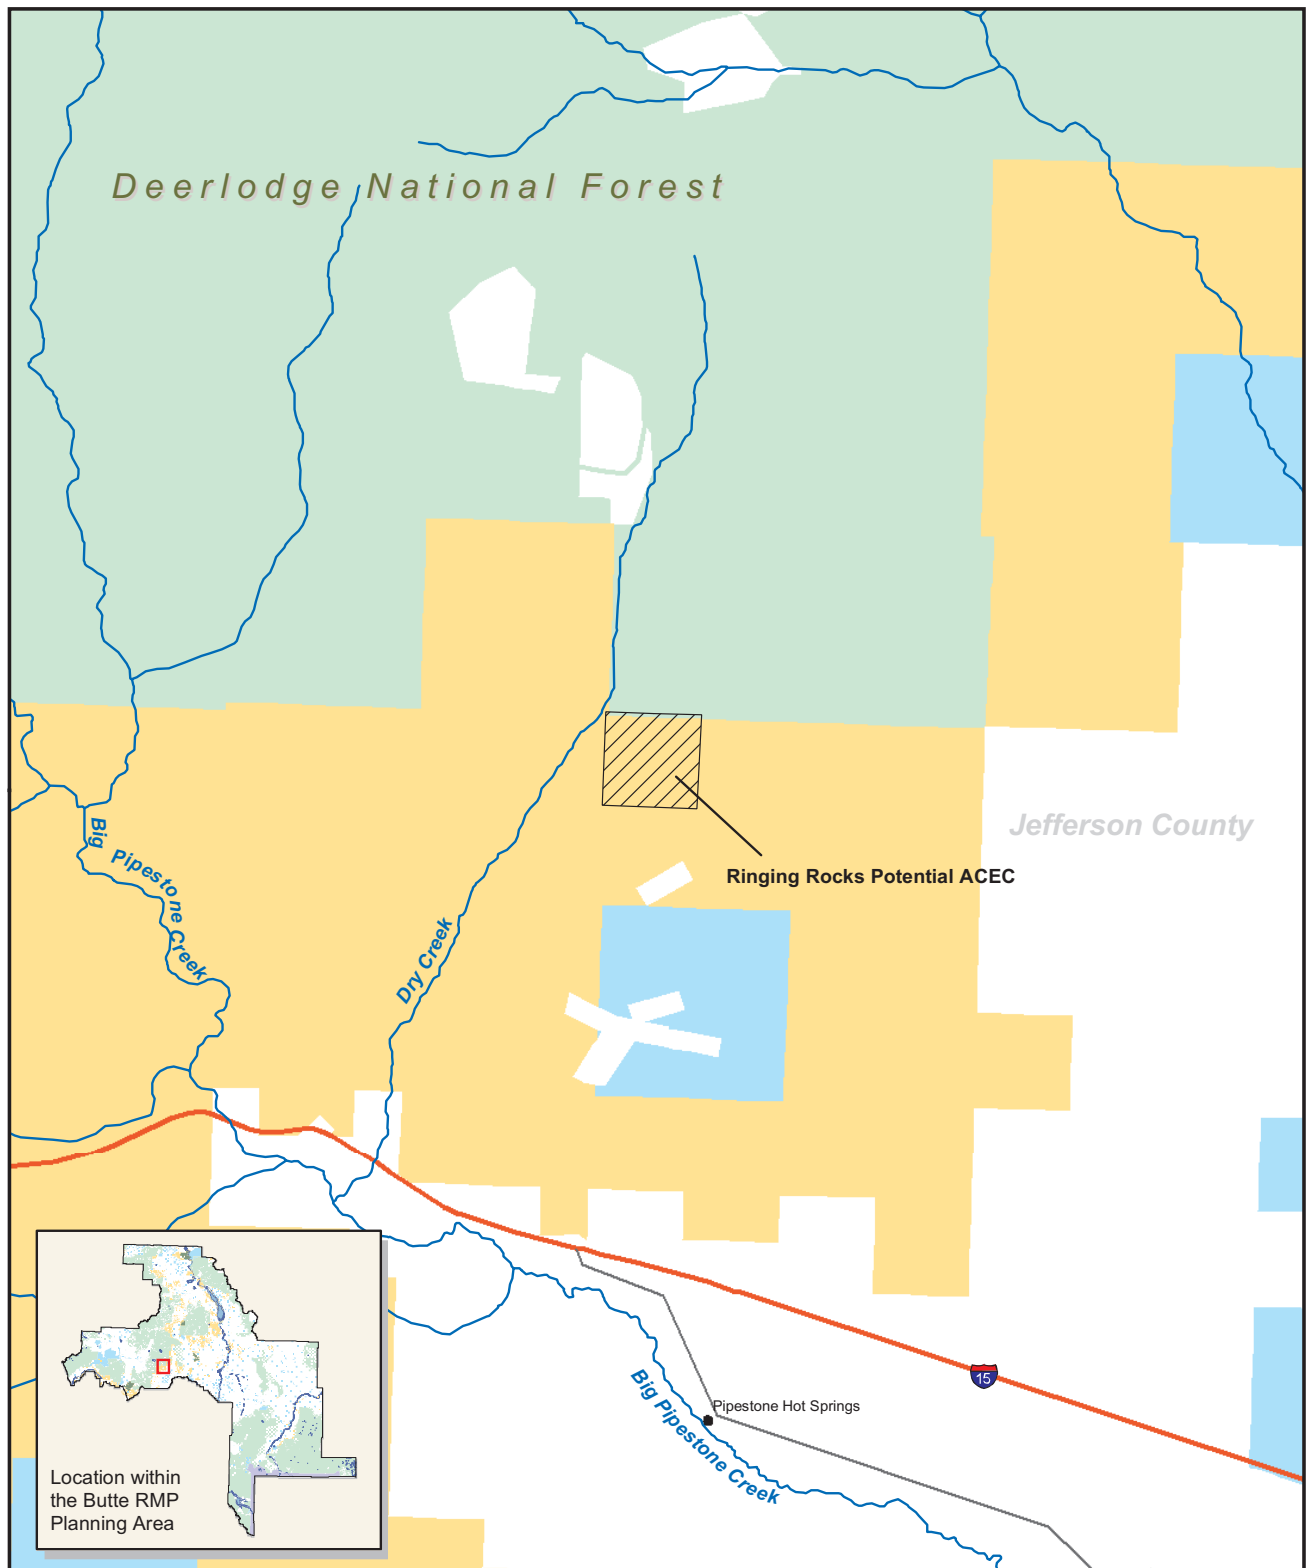 Deerlodge National Forest
Jefferson County
Big Pipestone Creek
Ringing Rocks Potential ACEC
Dry Creek
15
Pipestone Hot Springs
Big Pipestone Creek
Location within
the Butte RMP
Planning Area